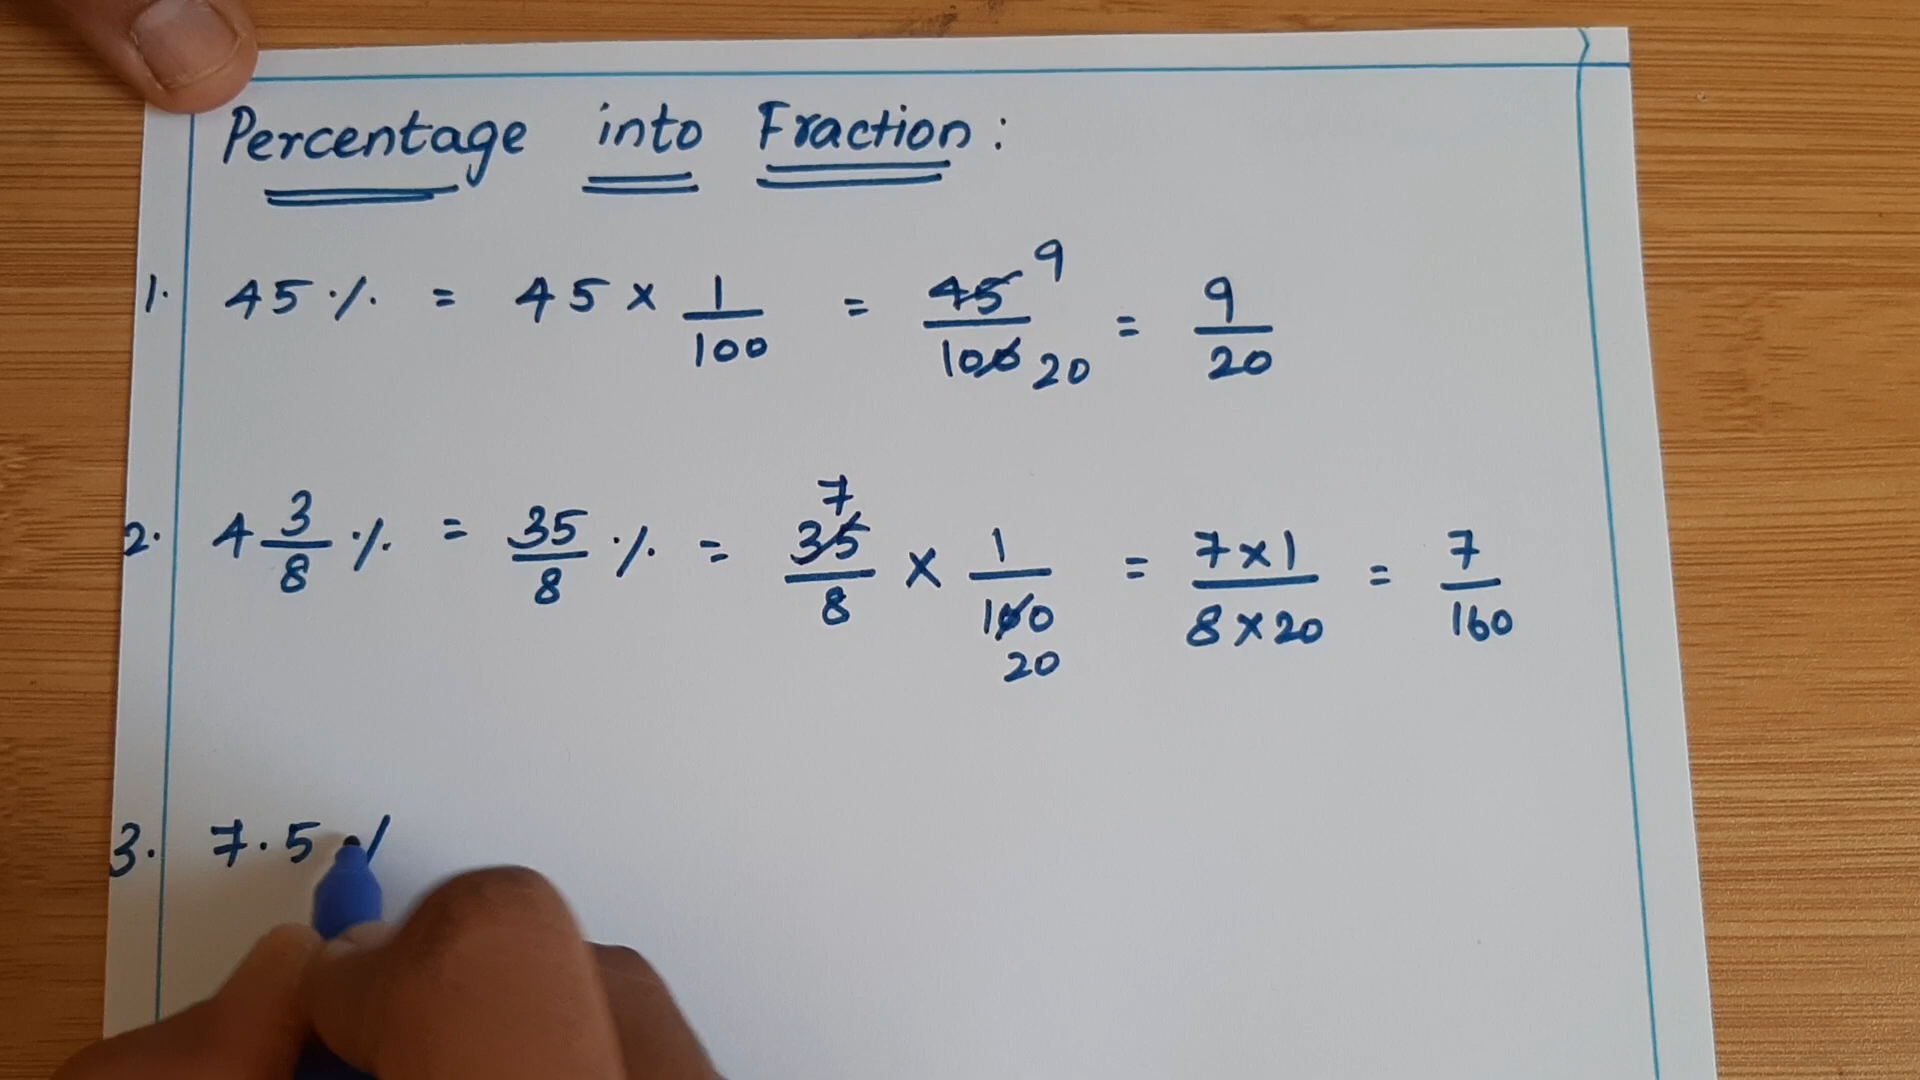 Percentage into Fraction:
1. 45% = 45 × 1/100 = 45/100 9 20 = 9/20
2. 4 3/8 % = 35/8 % = 7 35/8 × 1/100 20 = 7×1/8×20 = 7/160
3. 7.5%